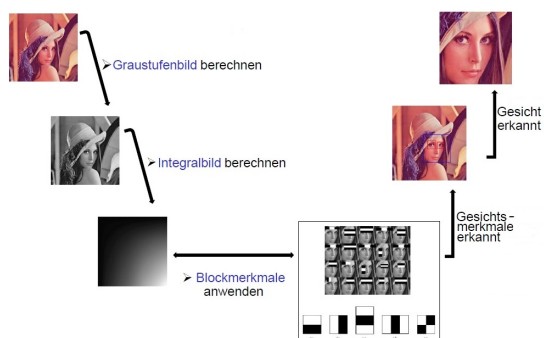 ➢ Graustufenbild berechnen
➢ Integralbild berechnen
➢ Blockmerkmale
anwenden
Gesichts-
merkmale
erkannt
Gesicht
erkannt